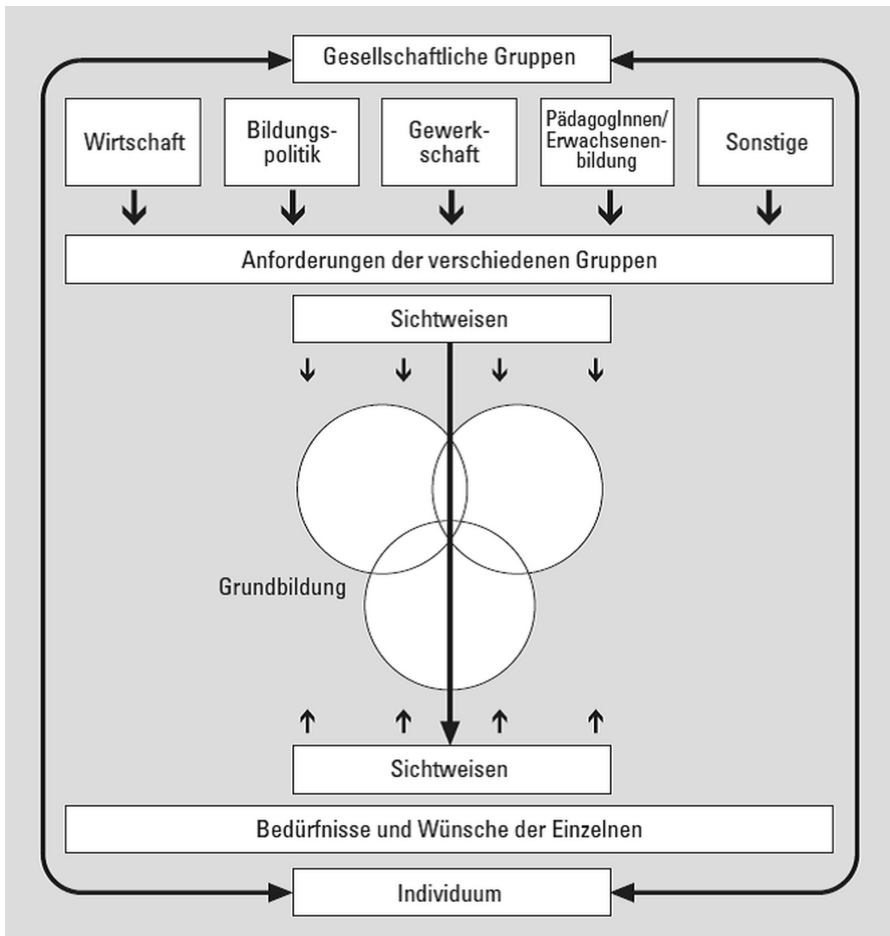 Gesellschaftliche Gruppen
Wirtschaft
Bildungs-
politik
Gewerk-
schaft
PädagogInnen/
Erwachsenen-
bildung
Sonstige
Anforderungen der verschiedenen Gruppen
Sichtweisen
Grundbildung
Sichtweisen
Bedürfnisse und Wünsche der Einzelnen
Individuum